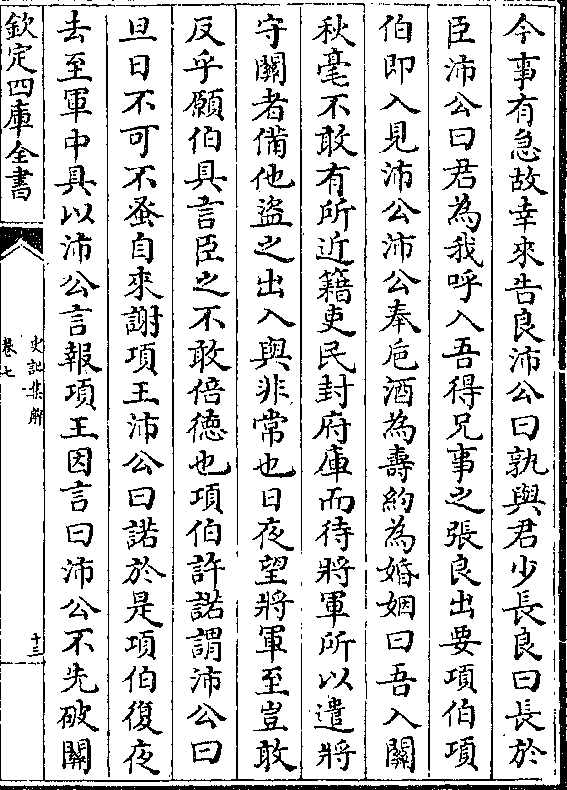 今事有急故幸來告良沛公曰孰與君少長良曰長於
臣沛公曰君為我呼入吾得兄事之張良出要項伯項
伯即入見沛公沛公奉巵酒為壽約為婚姻曰吾入關
秋毫不敢有所近籍吏民封府庫而待將軍所以遣將
守關者備他盜之出入與非常也日夜望將軍至豈敢
反乎願伯具言臣之不敢倍德也項伯許諾謂沛公曰
旦日不可不蚤自來謝項王沛公曰諾於是項伯復夜
去至軍中具以沛公言報項王因言曰沛公不先破關
欽定四庫全書
史記集解
卷七
十三